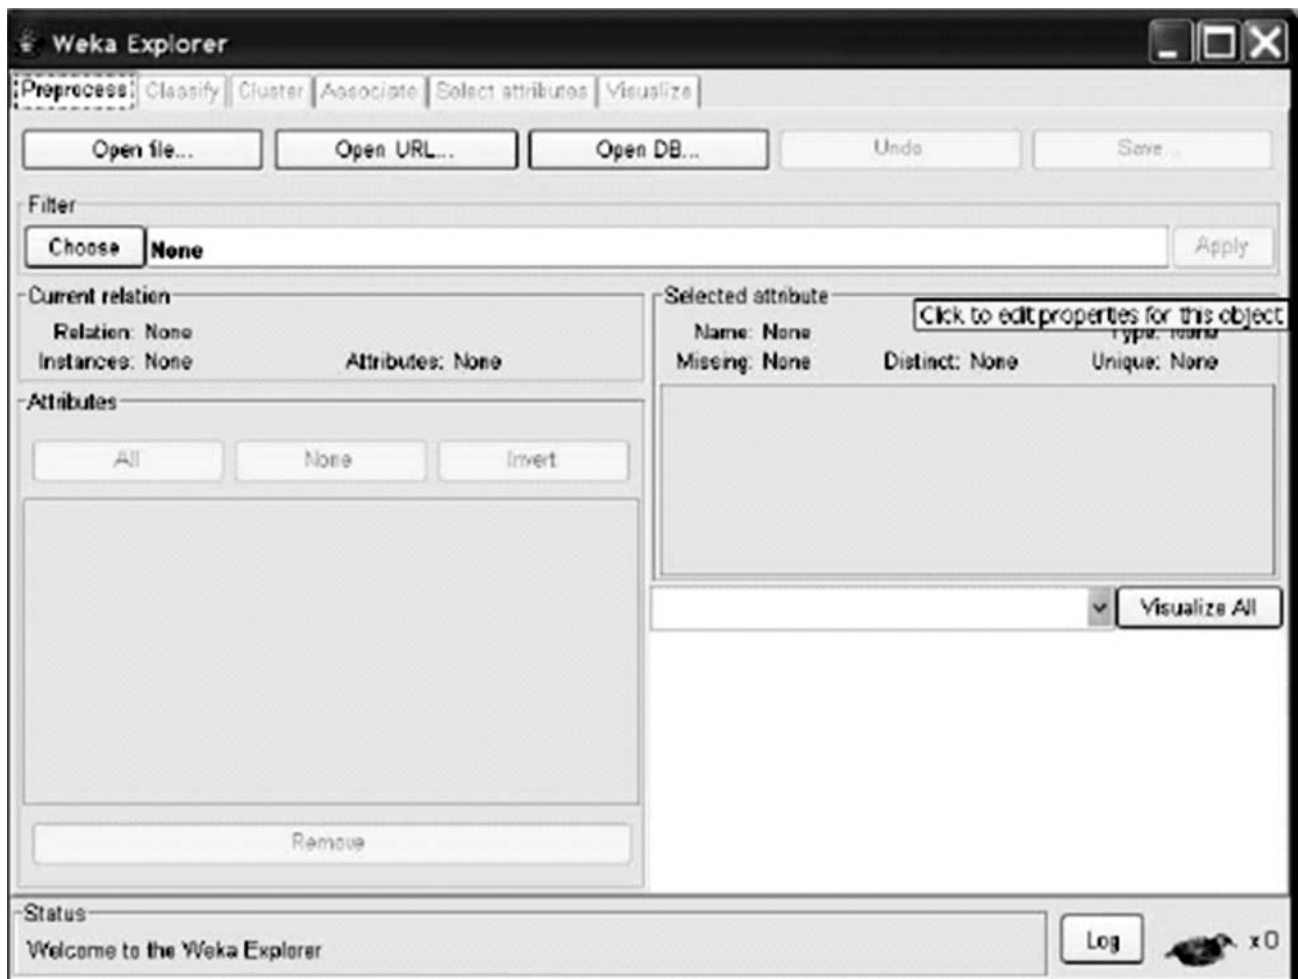 Weka Explorer
Preprocess Classify Cluster Associate Select attributes Visualize
Open file... Open URL... Open DB... Undo Save...
Filter
Choose None Apply
Current relation
Relation: None
Instances: None Attributes: None
Selected attribute
Click to edit properties for this object
Name: None Type: None
Missing: None Distinct: None Unique: None
Attributes
All None Invert
Visualize All
Remove
Status
Welcome to the Weka Explorer
Log x 0